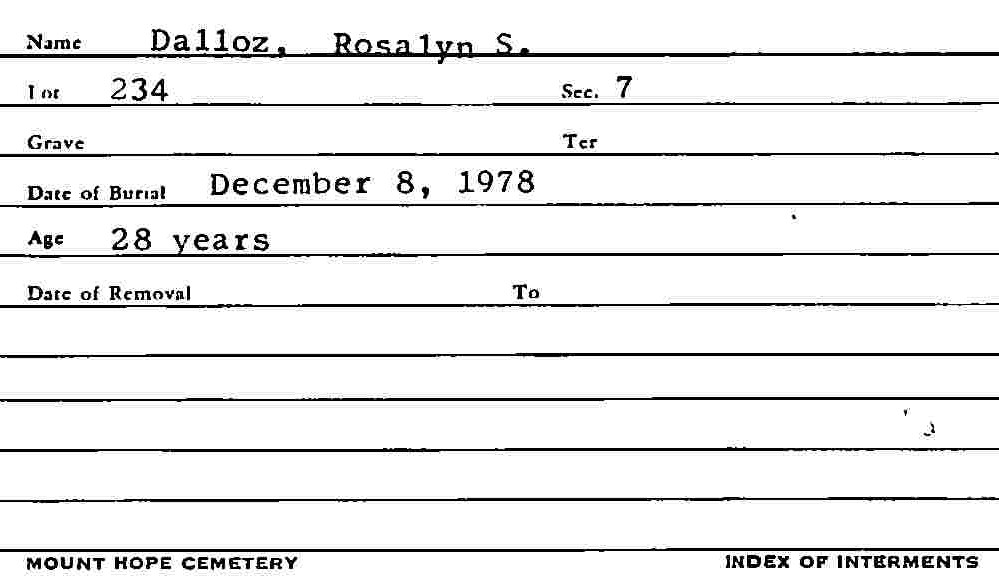 Name Dalloz, Rosalyn S.
Lot 234 Sec. 7
Grave Ter
Date of Burial December 8, 1978
Age 28 years
Date of Removal To
MOUNT HOPE CEMETERY INDEX OF INTERMENTS